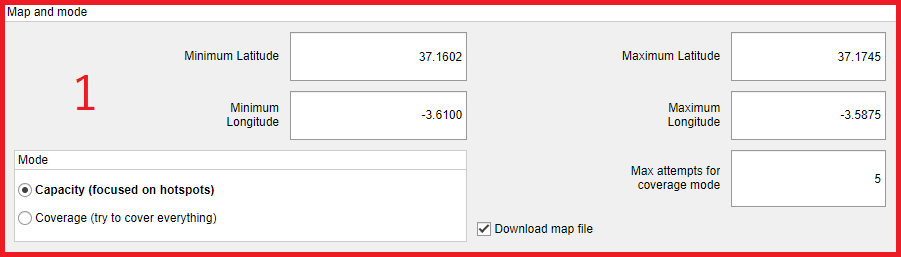 Map and mode
Minimum Latitude
37.1602
Maximum Latitude
37.1745
1
Minimum
Longitude
-3.6100
Maximum
Longitude
-3.5875
Mode
Capacity (focused on hotspots)
Coverage (try to cover everything)
Max attempts for
coverage mode
5
Download map file